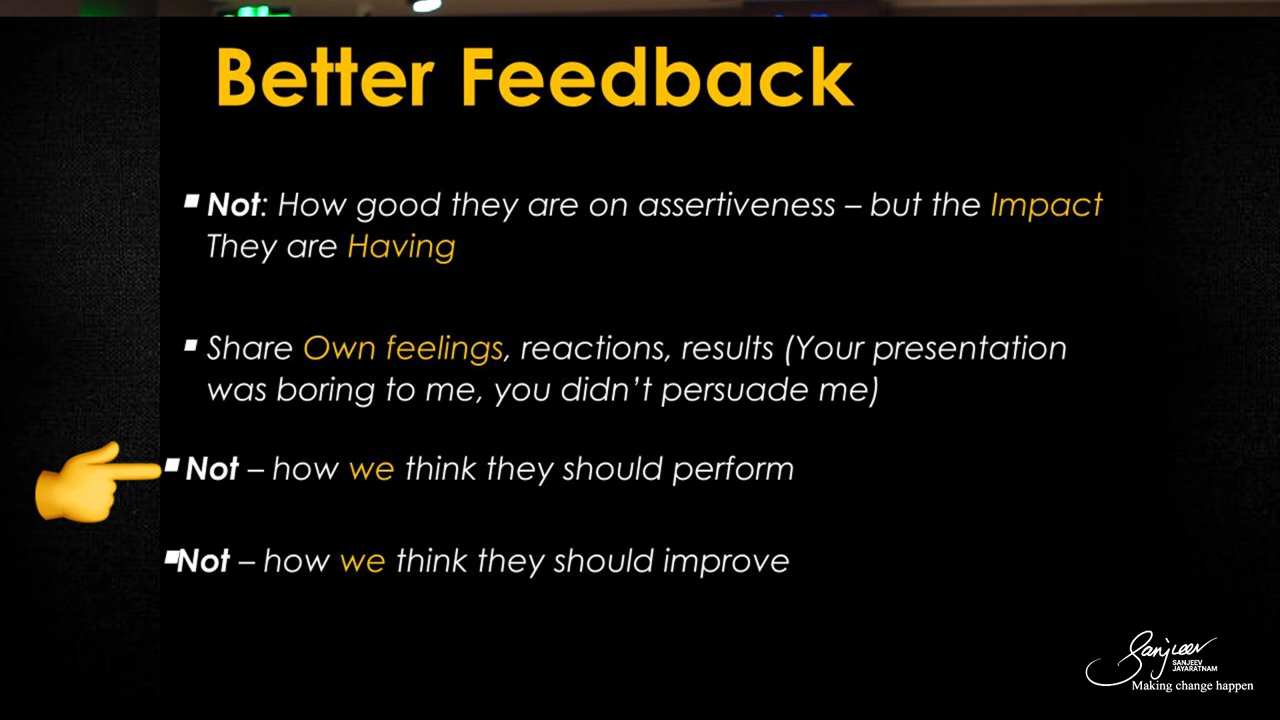 Better Feedback
▪ Not: How good they are on assertiveness – but the Impact
They are Having
▪ Share Own feelings, reactions, results (Your presentation
was boring to me, you didn’t persuade me)
▪ Not – how we think they should perform
▪Not – how we think they should improve
Sanjeev
SANJEEV
JAYARATNAM
Making change happen